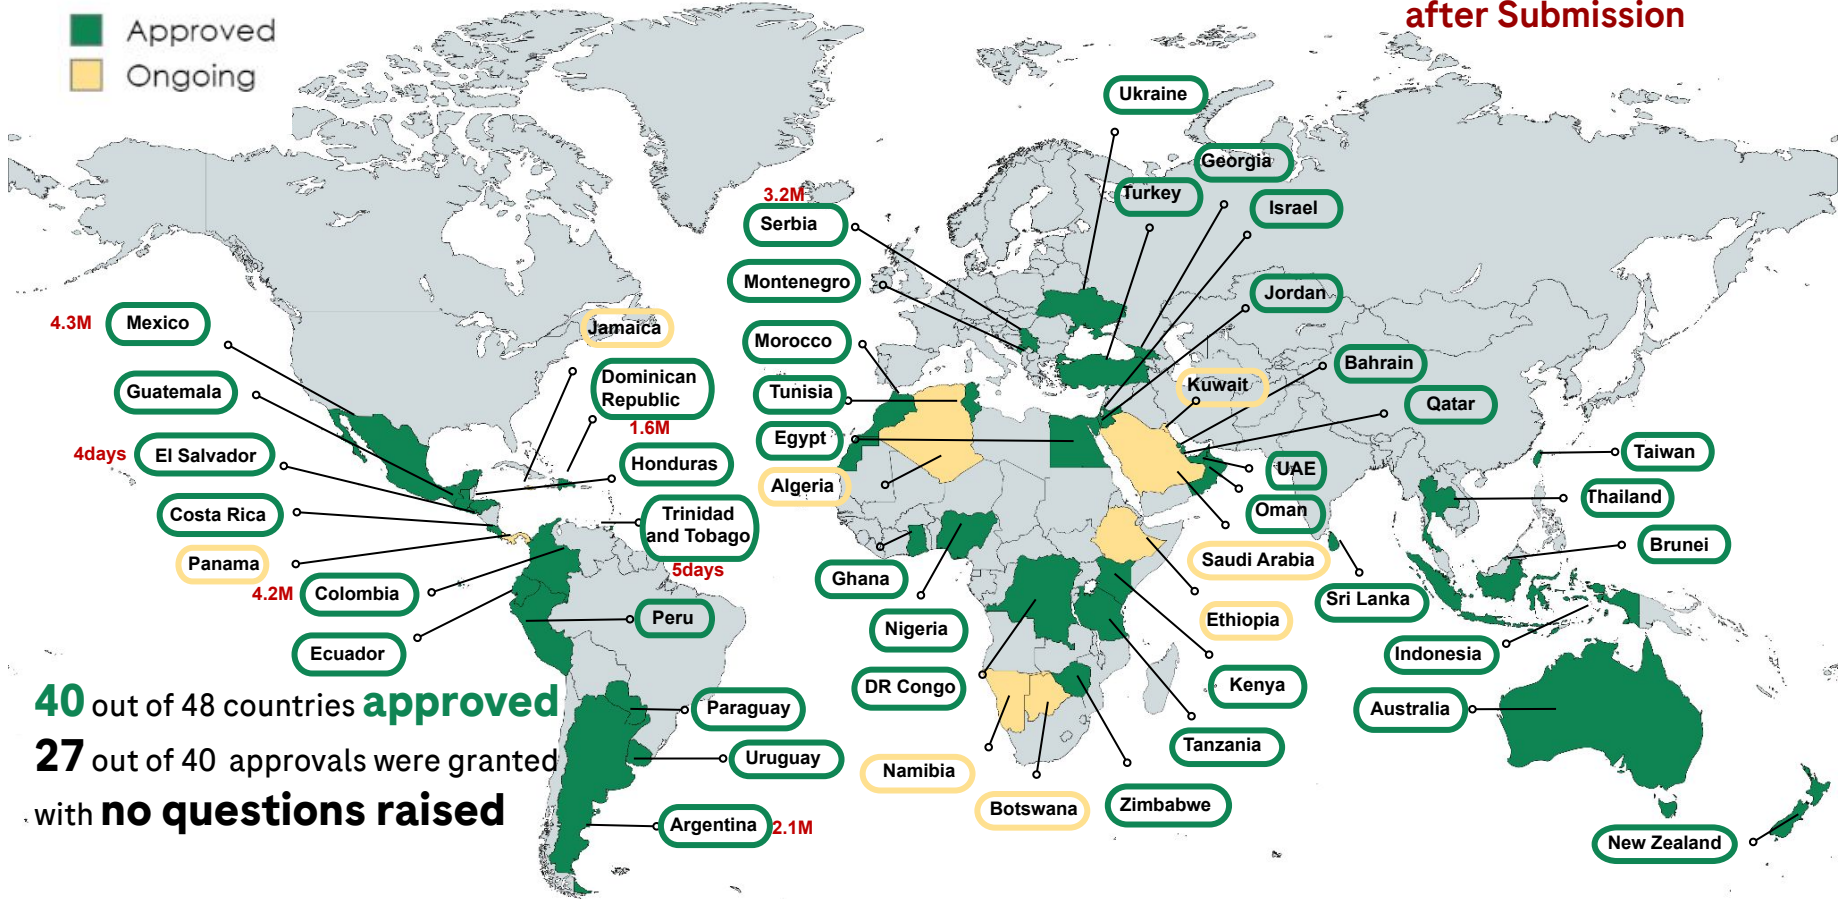 after Submission
Approved
Ongoing
Ukraine
Georgia
Turkey
Israel
3.2M
Serbia
Montenegro
Jordan
4.3M
Mexico
Jamaica
Morocco
Bahrain
Kuwait
Guatemala
Dominican
Republic
1.6M
Tunisia
Qatar
Egypt
4days
El Salvador
Honduras
UAE
Taiwan
Algeria
Thailand
Costa Rica
Trinidad
and Tobago
5days
Oman
Brunei
Panama
Saudi Arabia
Ghana
4.2M
Colombia
Sri Lanka
Peru
Ethiopia
Nigeria
Ecuador
Indonesia
DR Congo
Kenya
40 out of 48 countries approved
Paraguay
Australia
27 out of 40 approvals were granted
Uruguay
Tanzania
Namibia
with no questions raised
Botswana
Zimbabwe
Argentina
2.1M
New Zealand